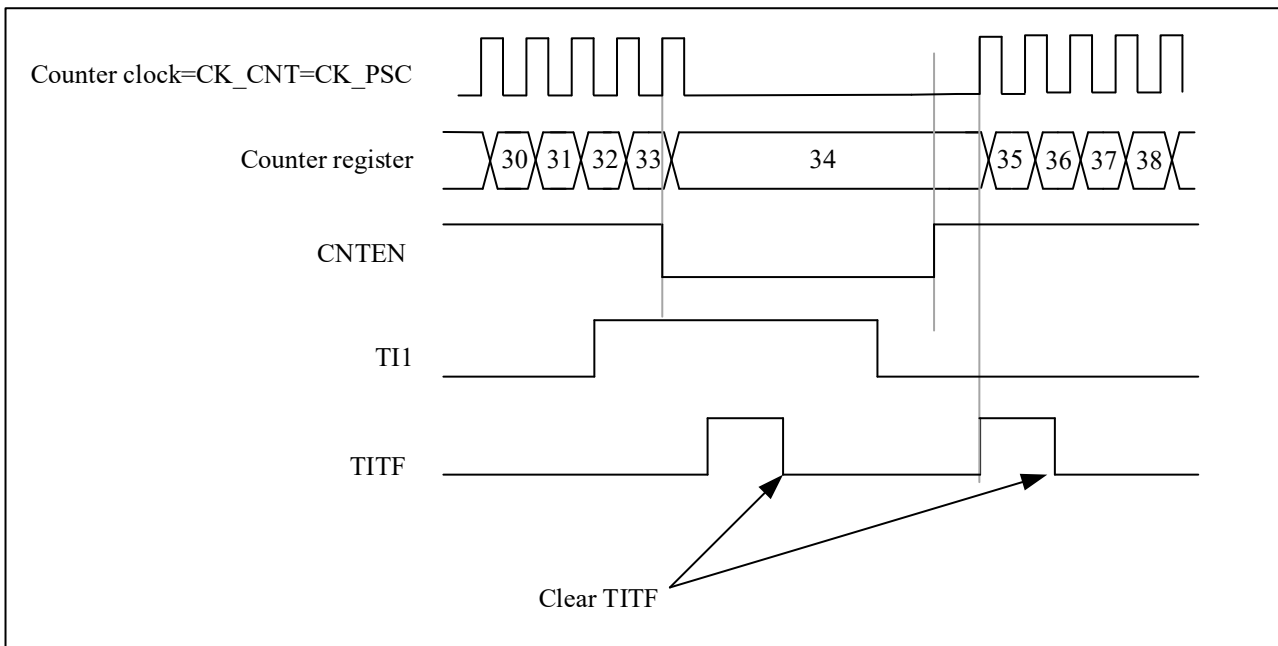 Counter clock=CK_CNT=CK_PSC
Counter register
30 31 32 33 34 35 36 37 38
CNTEN
TI1
TITF
Clear TITF